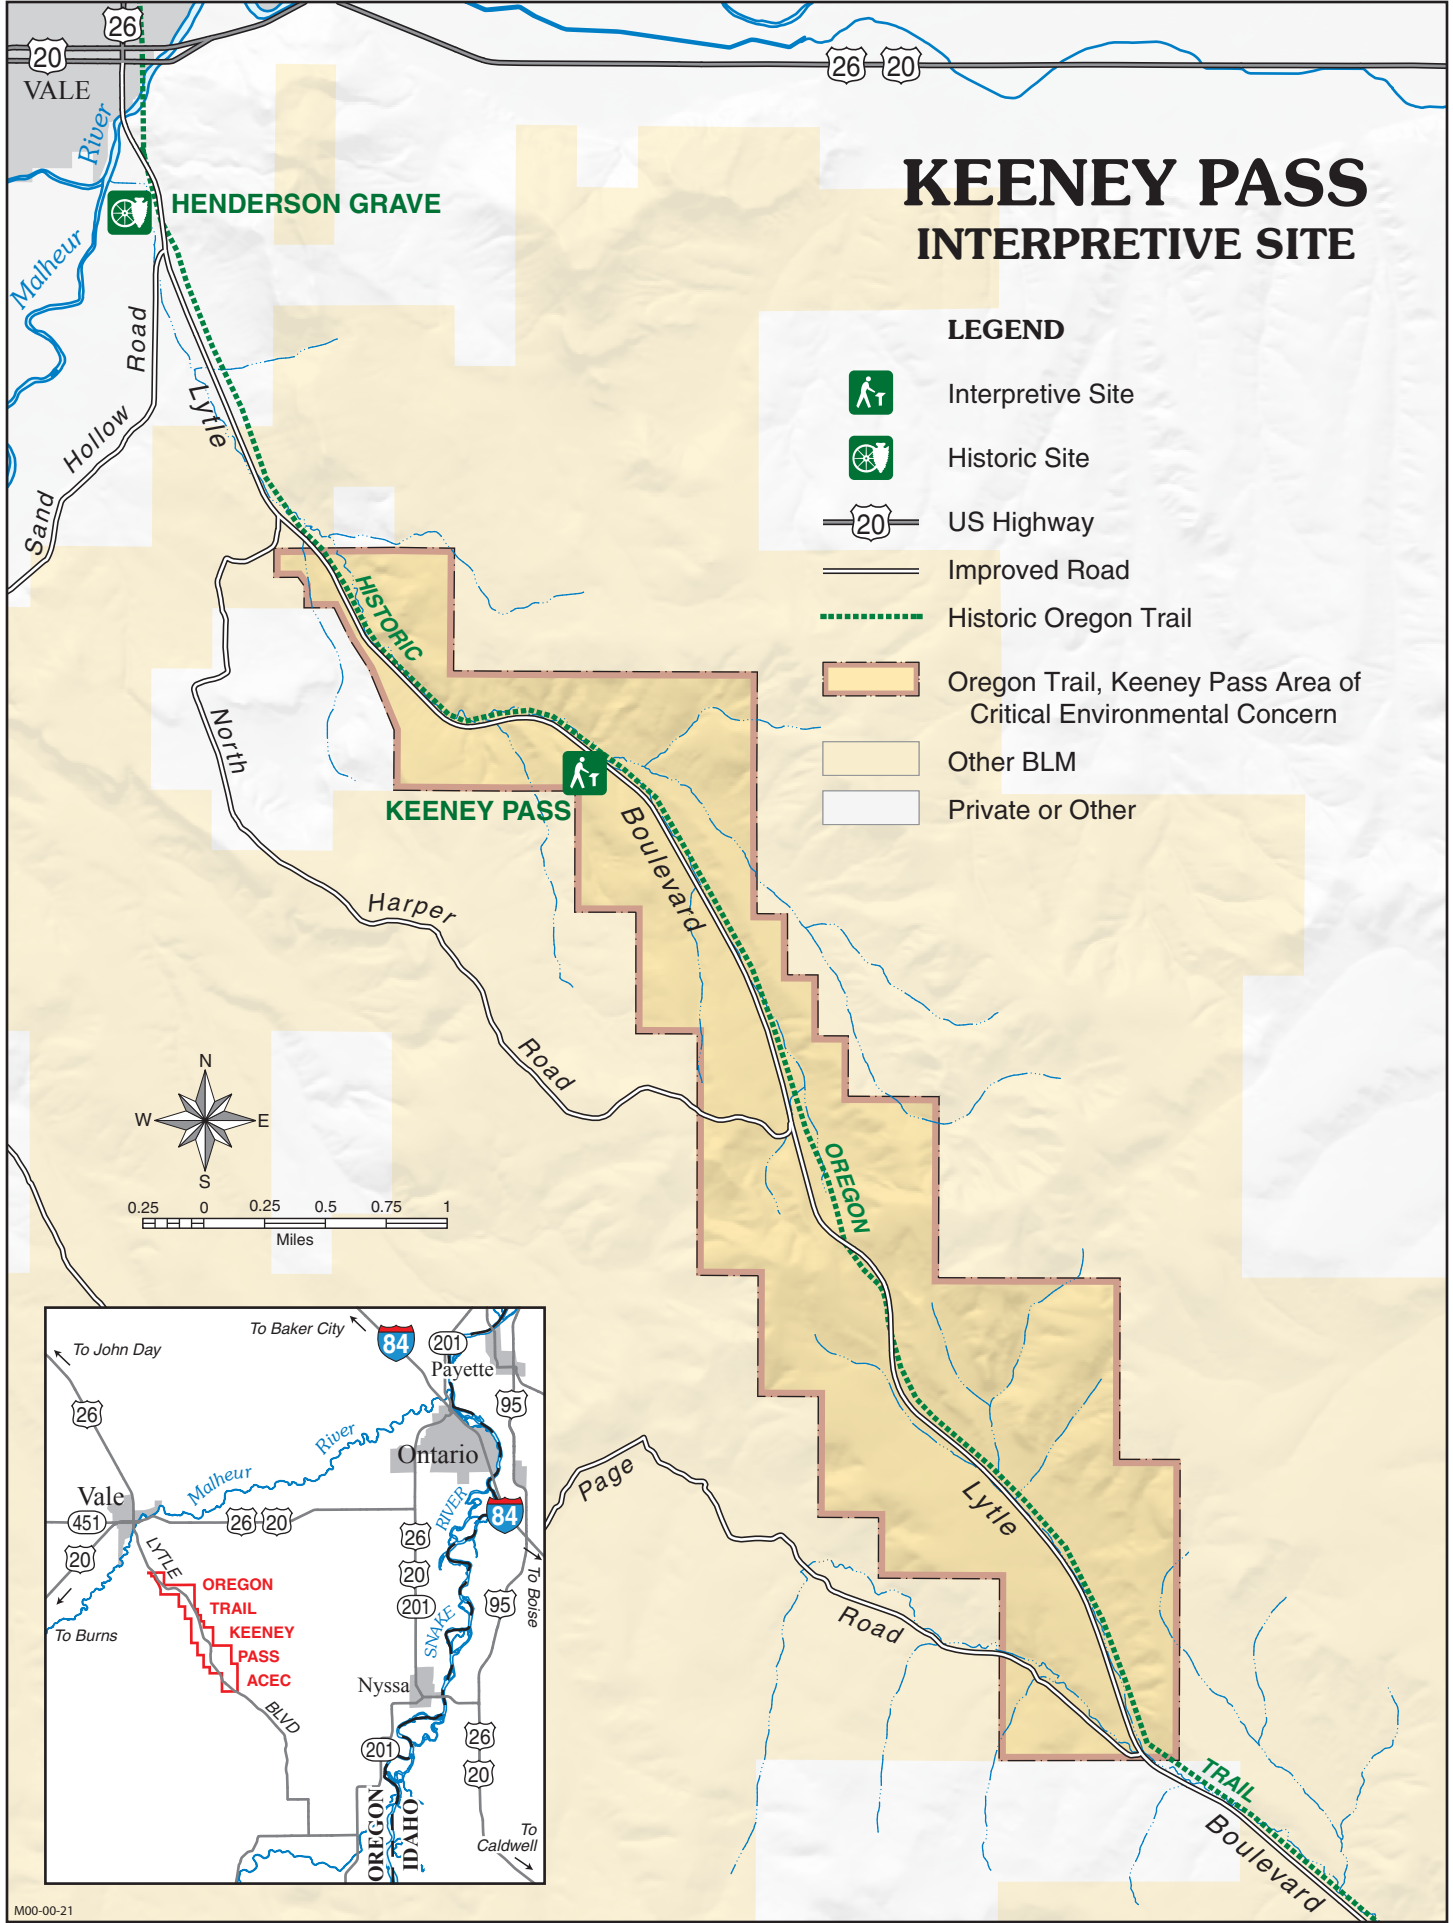 26
20
VALE
26 20
River
Malheur
HENDERSON GRAVE
KEENEY PASS
INTERPRETIVE SITE
LEGEND
Interpretive Site
Historic Site
20
US Highway
Improved Road
Historic Oregon Trail
Oregon Trail, Keeney Pass Area of
Critical Environmental Concern
Other BLM
Private or Other
Sand Hollow Road
Lytle
HISTORIC
North
KEENEY PASS
Boulevard
Harper
Road
OREGON
N
W E
S
0.25 0 0.25 0.5 0.75 1
Miles
Page
Road
Lytle
TRAIL
Boulevard
To Baker City
84
201
To John Day
Payette
26
95
River
Malheur
Ontario
Vale
451
26 20
RIVER
84
20
26
20
201
LYTLE
To Boise
95
SNAKE
OREGON
TRAIL
KEENEY
PASS
ACEC
To Burns
Nyssa
BLVD
26
20
201
OREGON
IDAHO
To
Caldwell
M00-00-21